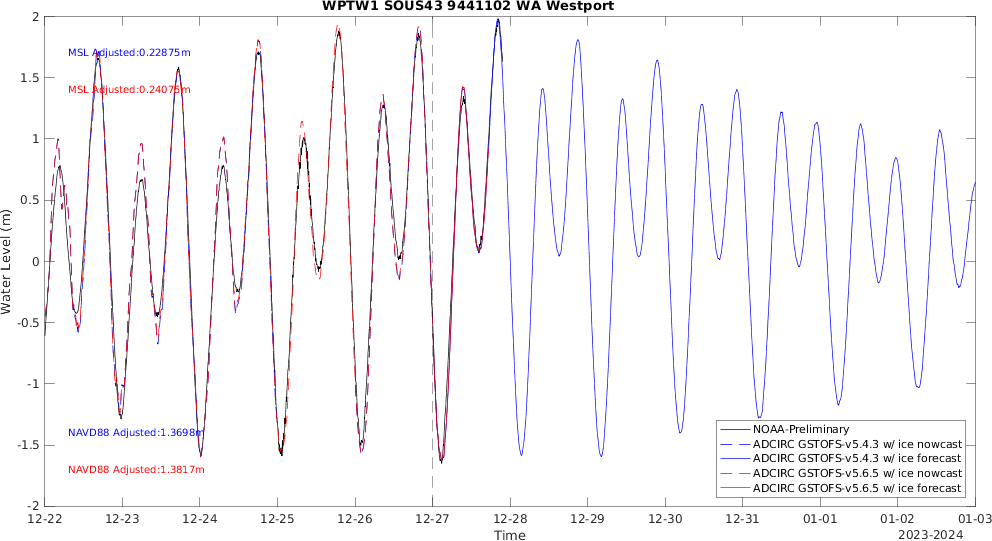 WPTW1 SOUS43 9441102 WA Westport
2
1.5
1
0.5
0
-0.5
-1
-1.5
-2
Water Level (m)
MSL Adjusted:0.22875m
MSL Adjusted:0.24075m
NAVD88 Adjusted:1.3698m
NAVD88 Adjusted:1.3817m
NOAA-Preliminary
ADCIRC GSTOFS-v5.4.3 w/ ice nowcast
ADCIRC GSTOFS-v5.4.3 w/ ice forecast
ADCIRC GSTOFS-v5.6.5 w/ ice nowcast
ADCIRC GSTOFS-v5.6.5 w/ ice forecast
12-22 12-23 12-24 12-25 12-26 12-27 12-28 12-29 12-30 12-31 01-01 01-02 01-03
Time
2023-2024